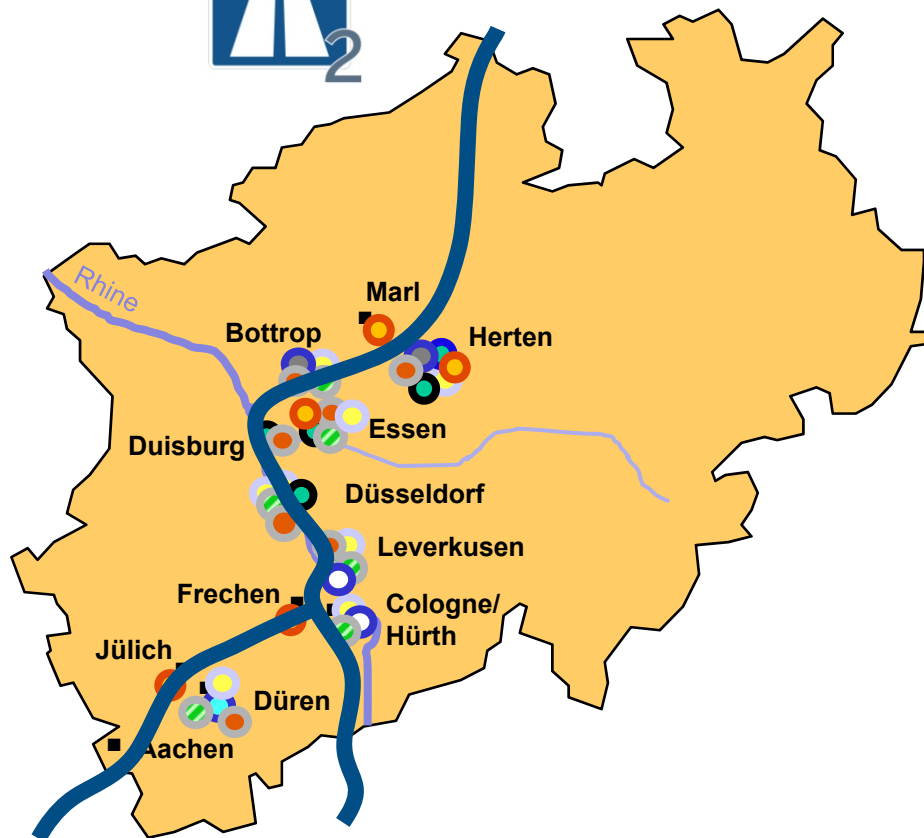 2
Rhine
Marl
Bottrop
Herten
Essen
Duisburg
Düsseldorf
Leverkusen
Frechen
Cologne/
Hürth
Jülich
Düren
Aachen